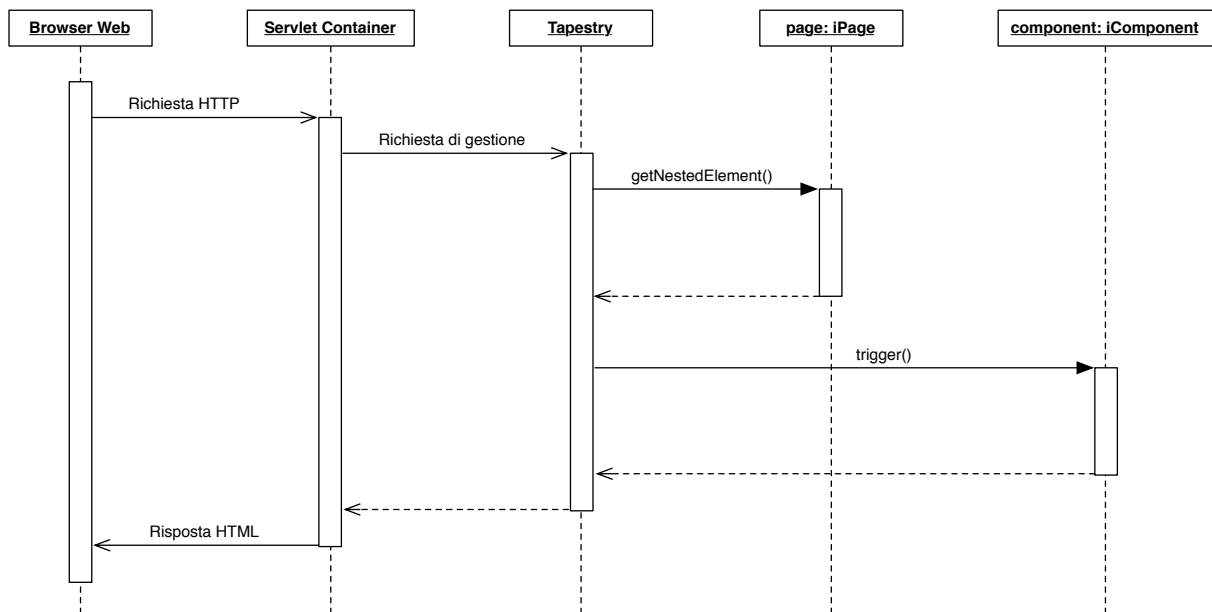 Browser Web
Servlet Container
Tapestry
page: iPage
component: iComponent
Richiesta HTTP
Richiesta di gestione
getNestedElement()
trigger()
Risposta HTML